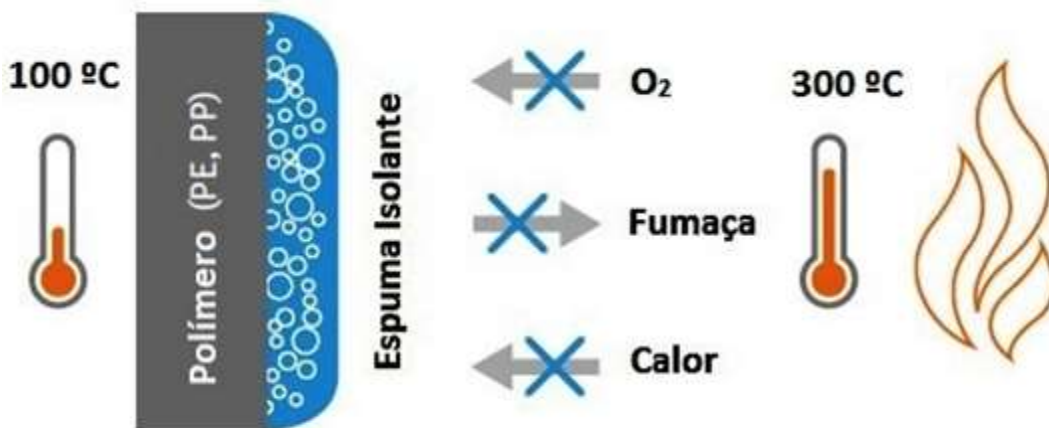 100 ºC
Polímero (PE, PP)
Espuma Isolante
O₂
Fumaça
Calor
300 ºC